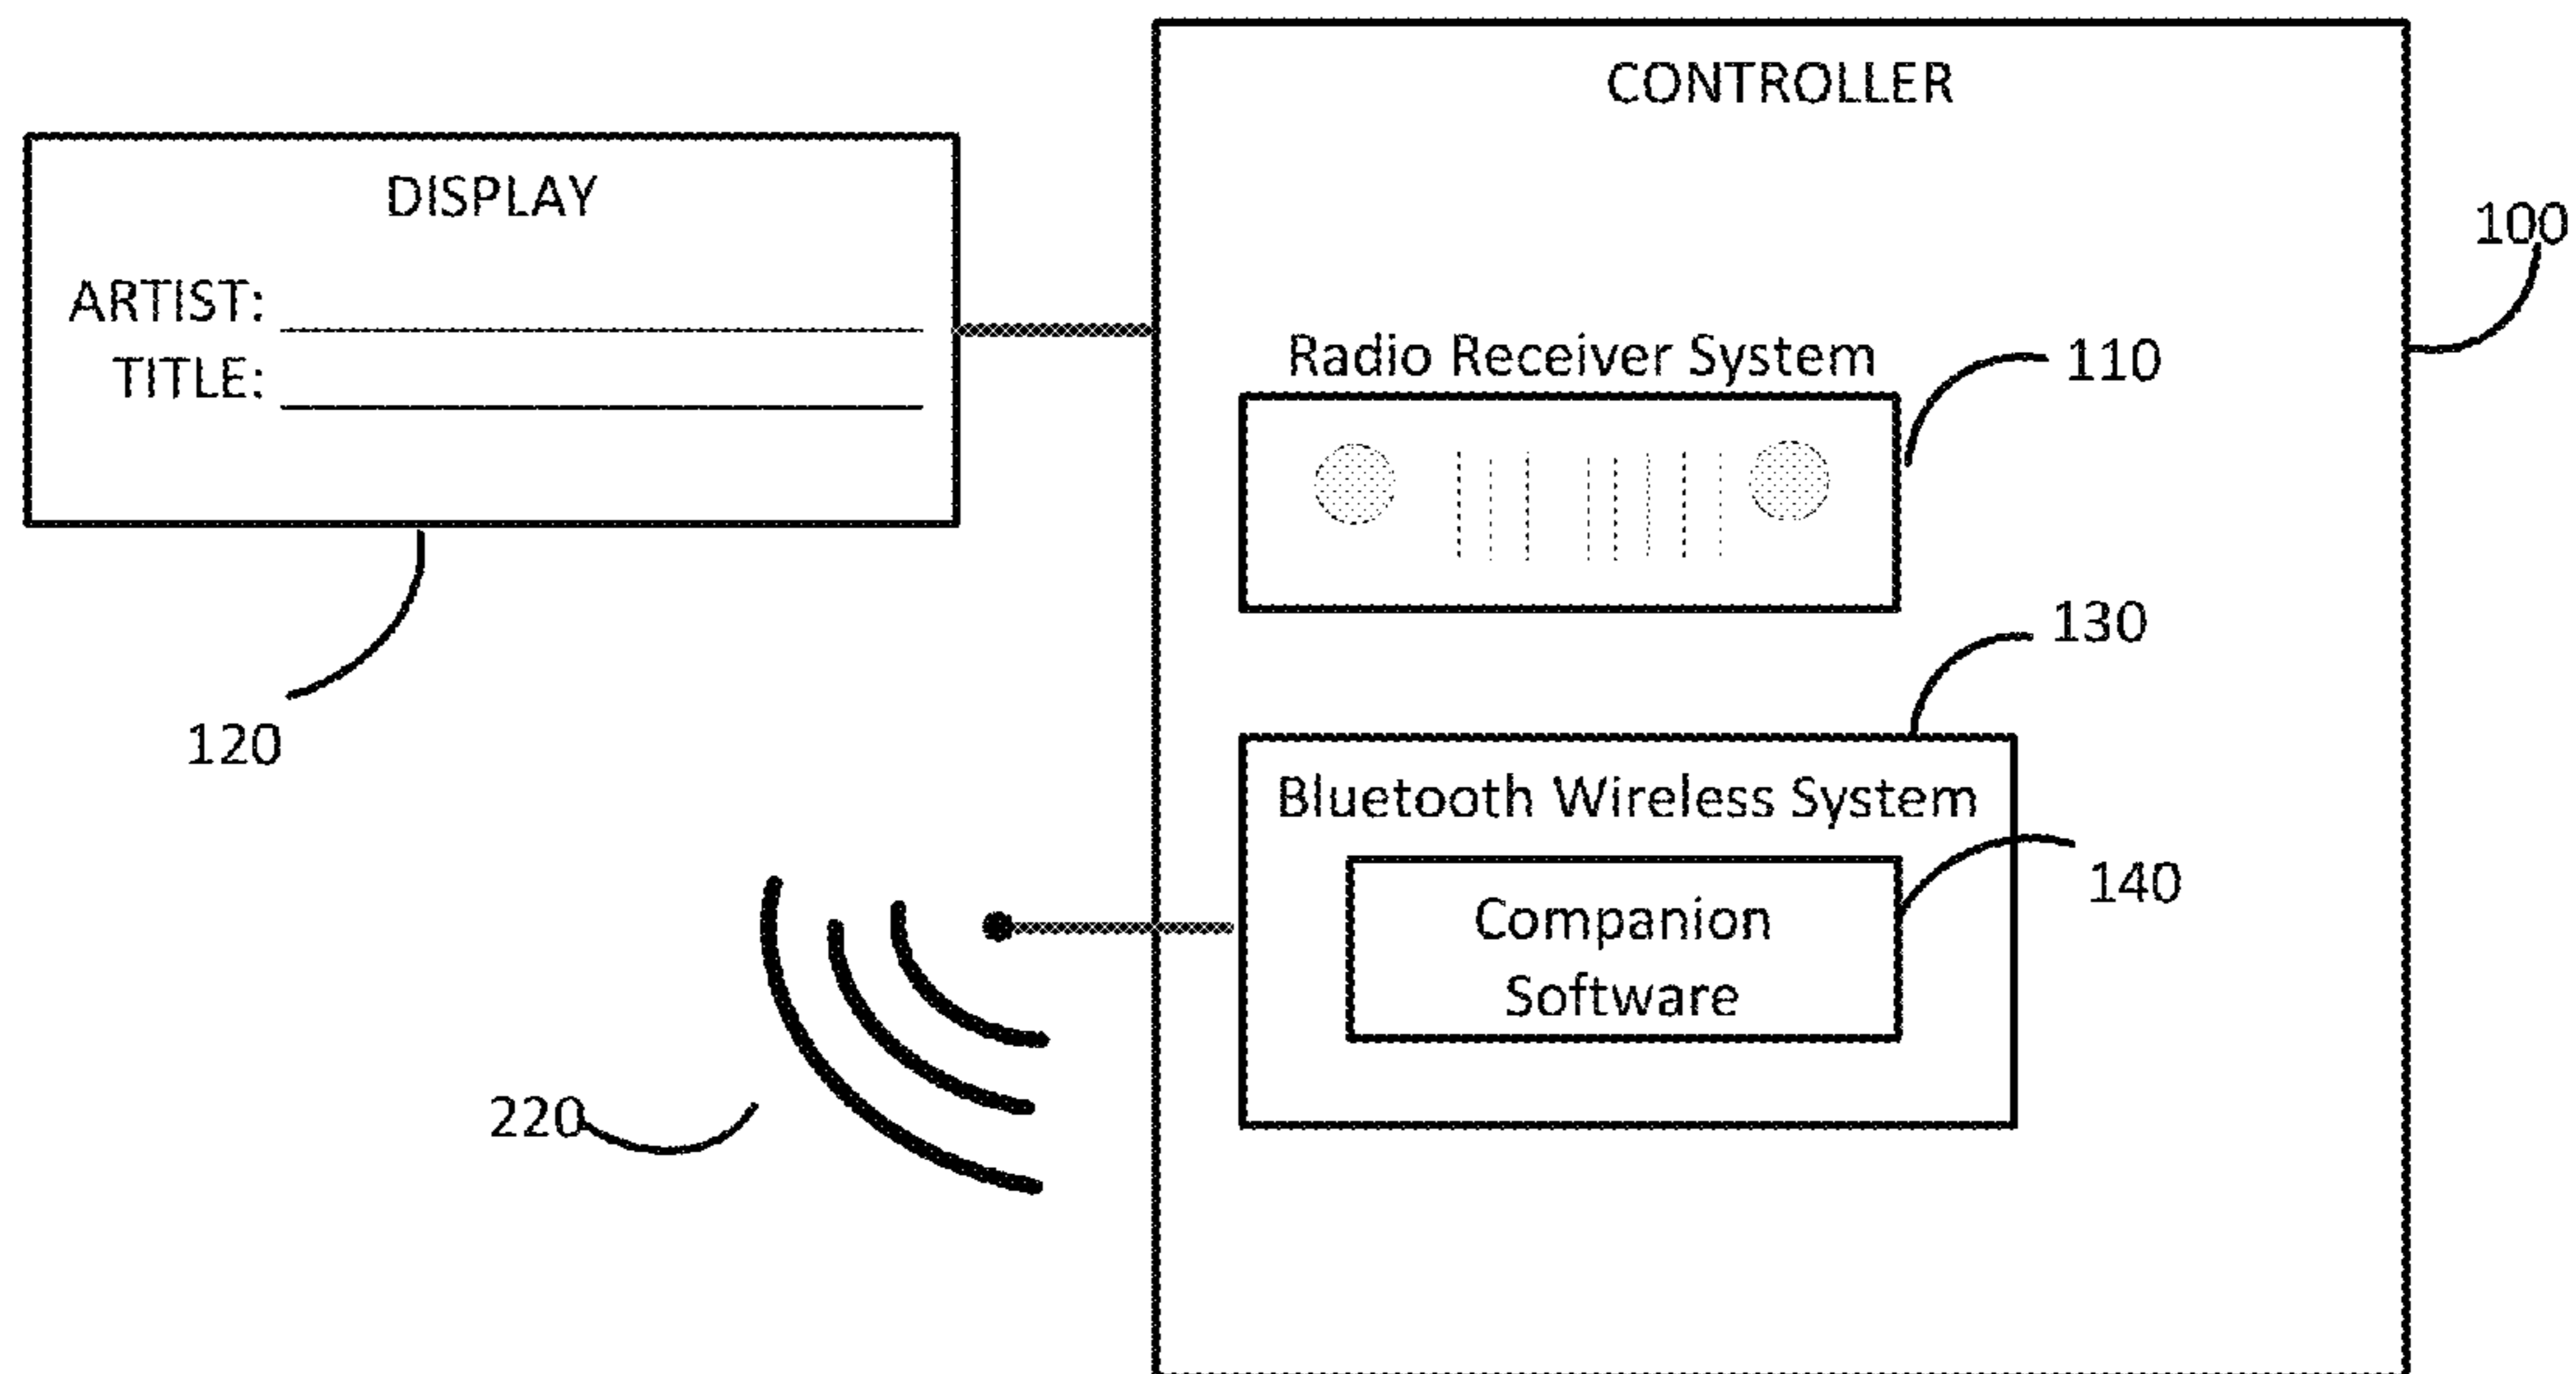 CONTROLLER
DISPLAY
ARTIST:
TITLE:
100
Radio Receiver System
110
120
130
Bluetooth Wireless System
140
Companion
Software
220